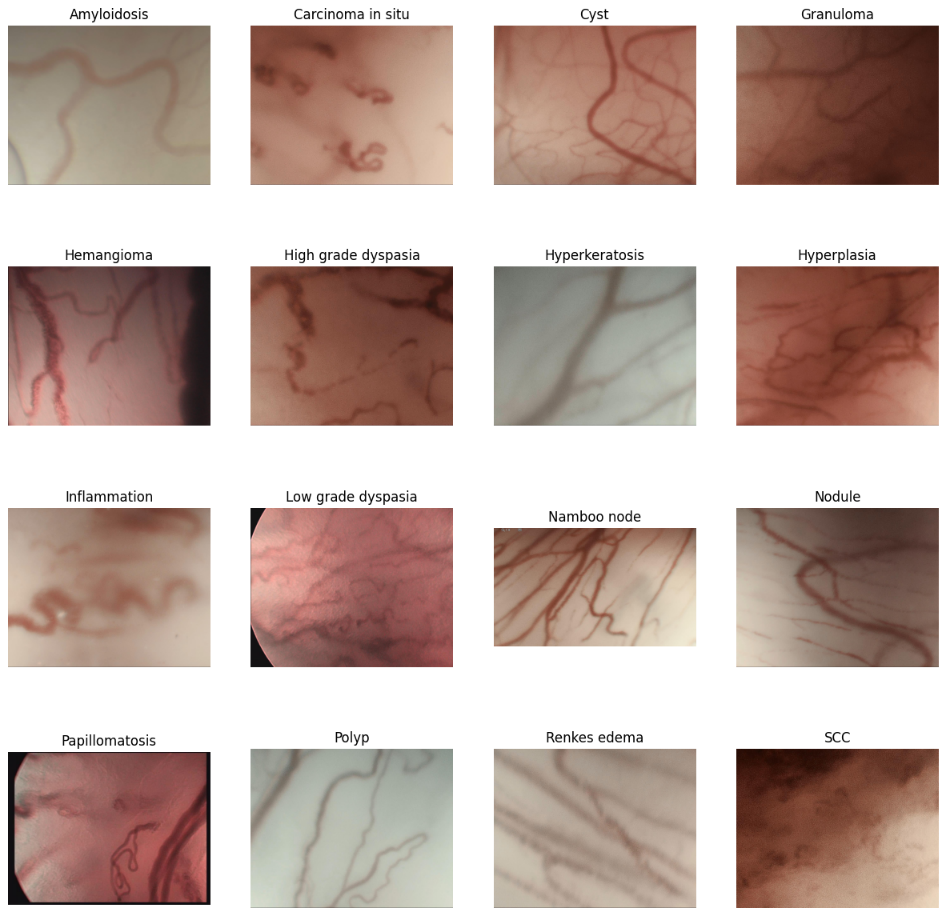 Amyloidosis
Carcinoma in situ
Cyst
Granuloma
Hemangioma
High grade dyspasia
Hyperkeratosis
Hyperplasia
Inflammation
Low grade dyspasia
Namboo node
Nodule
Papillomatosis
Polyp
Renkes edema
SCC